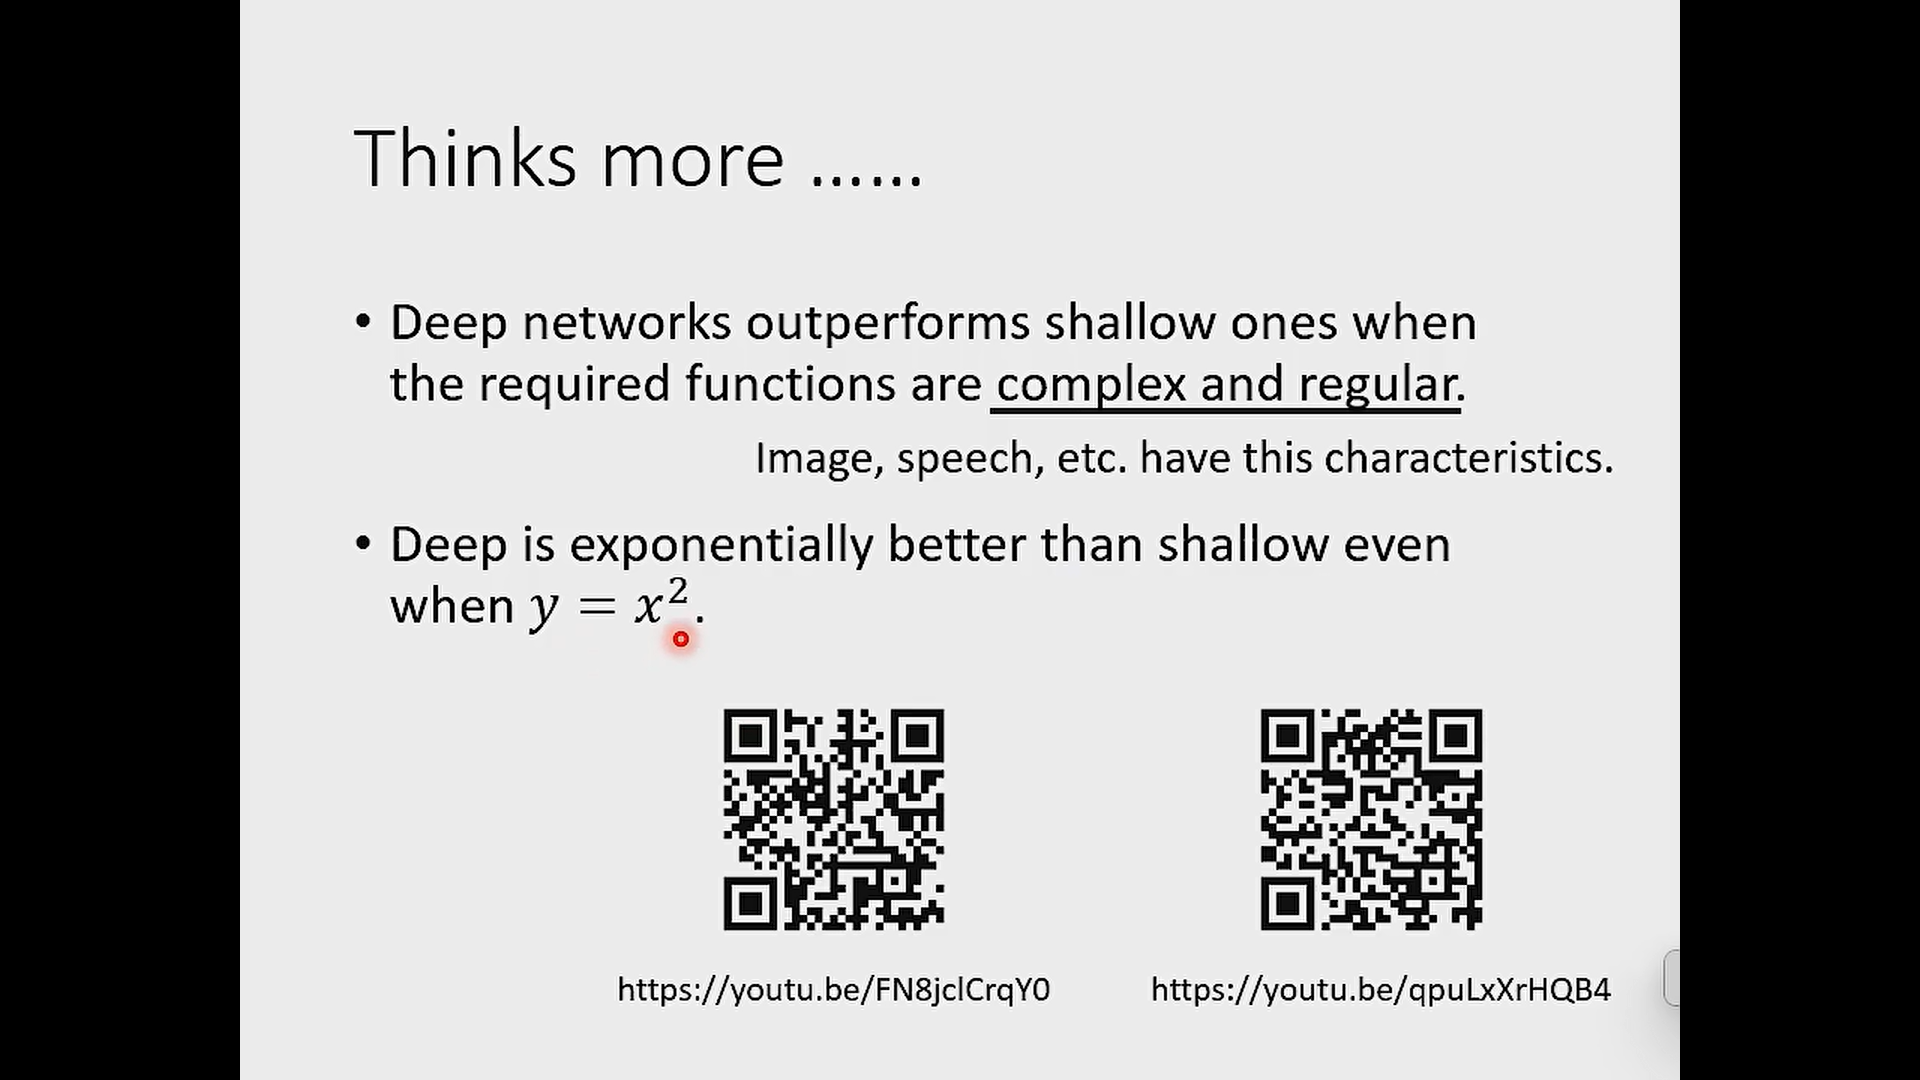 Thinks more ......
• Deep networks outperforms shallow ones when
the required functions are complex and regular.
Image, speech, etc. have this characteristics.
• Deep is exponentially better than shallow even
when y = x².
https://youtu.be/FN8jclCrqY0
https://youtu.be/qpuLxXrHQB4